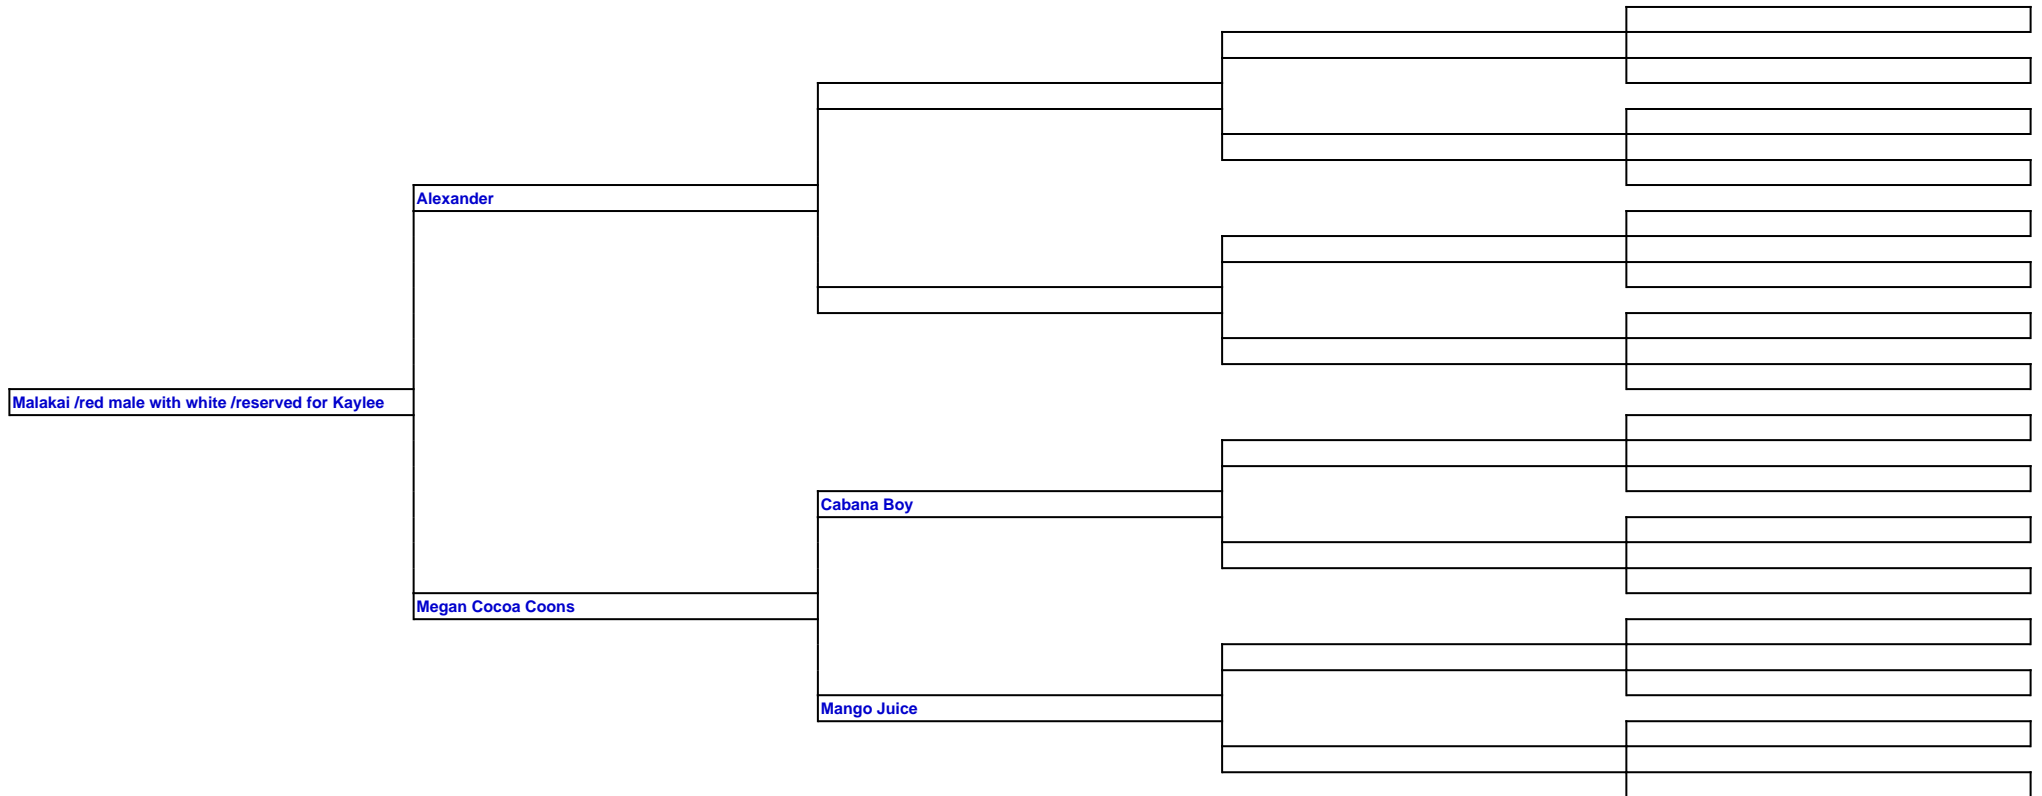 Alexander
Malakai /red male with white /reserved for Kaylee
Cabana Boy
Megan Cocoa Coons
Mango Juice